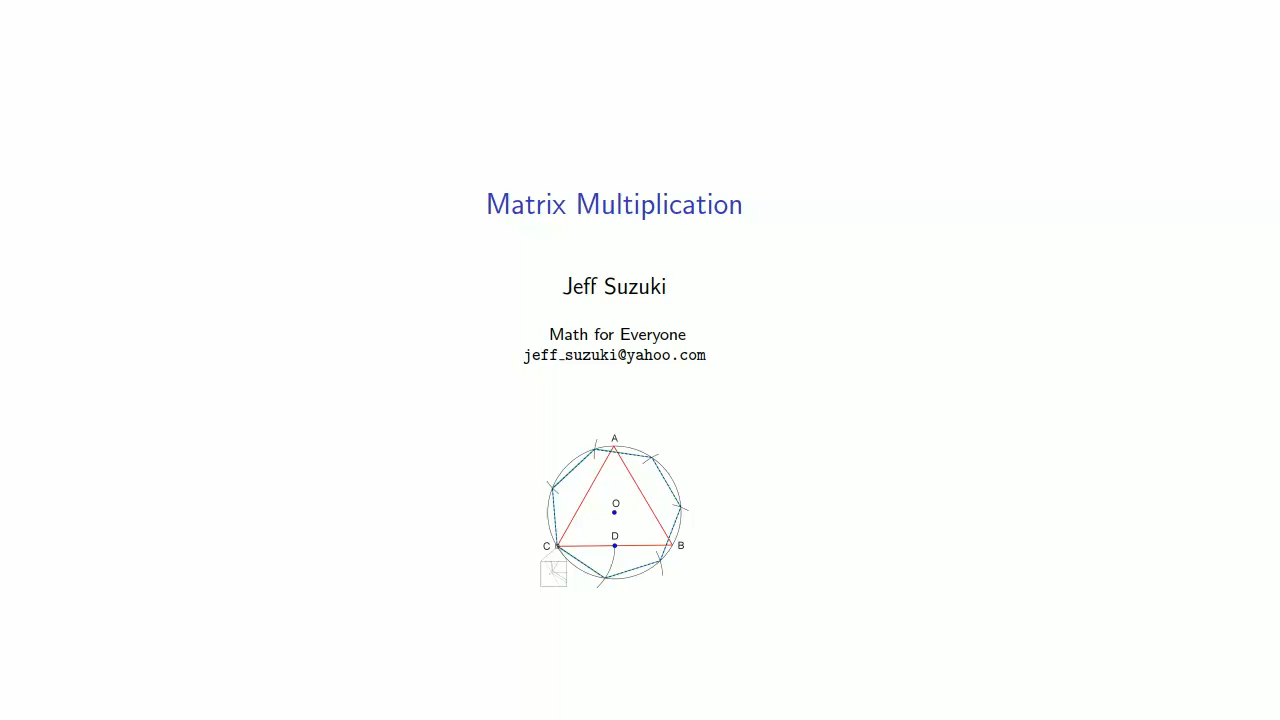 Matrix Multiplication
Jeff Suzuki
Math for Everyone
jeff_suzuki@yahoo.com
A
O
D
C
B